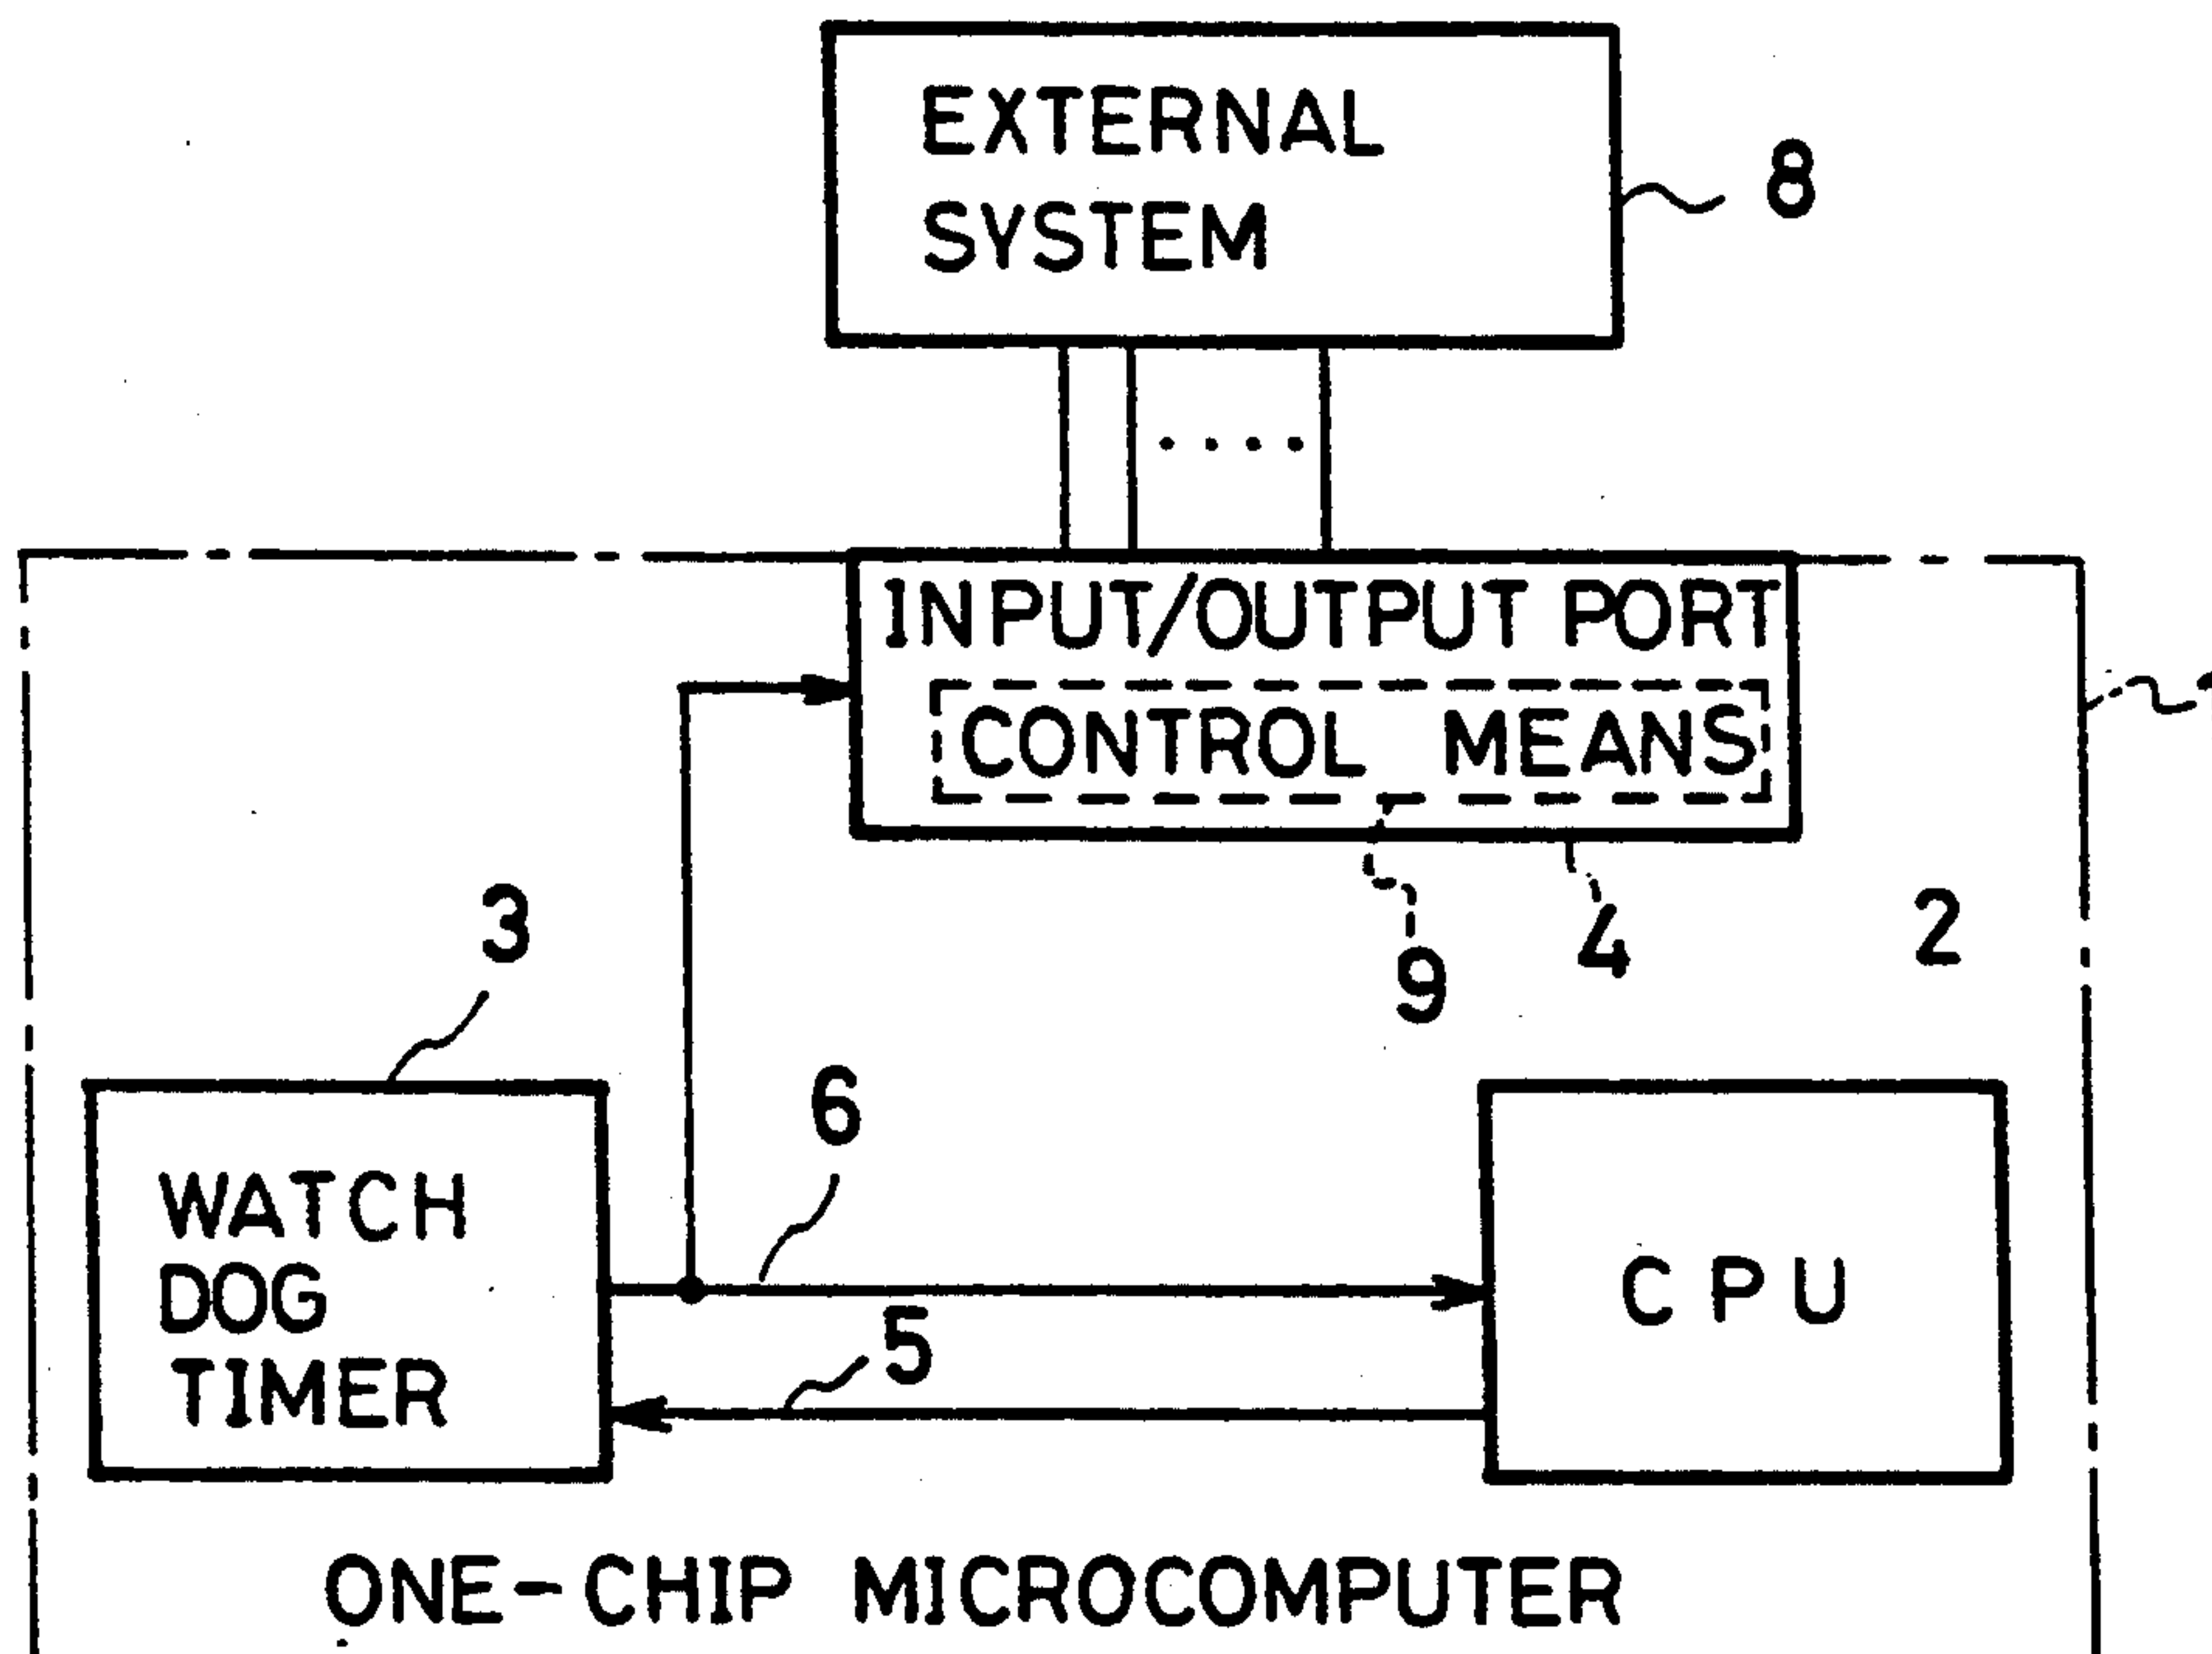 EXTERNAL
SYSTEM
8
INPUT/OUTPUT PORT
CONTROL MEANS
3
9
4
2
6
WATCH
DOG
TIMER
5
CPU
ONE-CHIP MICROCOMPUTER